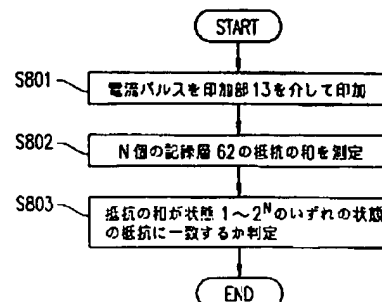 START
S801
電流パルスを印加部13を介して印加
S802
N個の記録層62の抵抗の和を測定
S803
抵抗の和が状態1〜2^Nのいずれの状態
の抵抗に一致するか判定
END